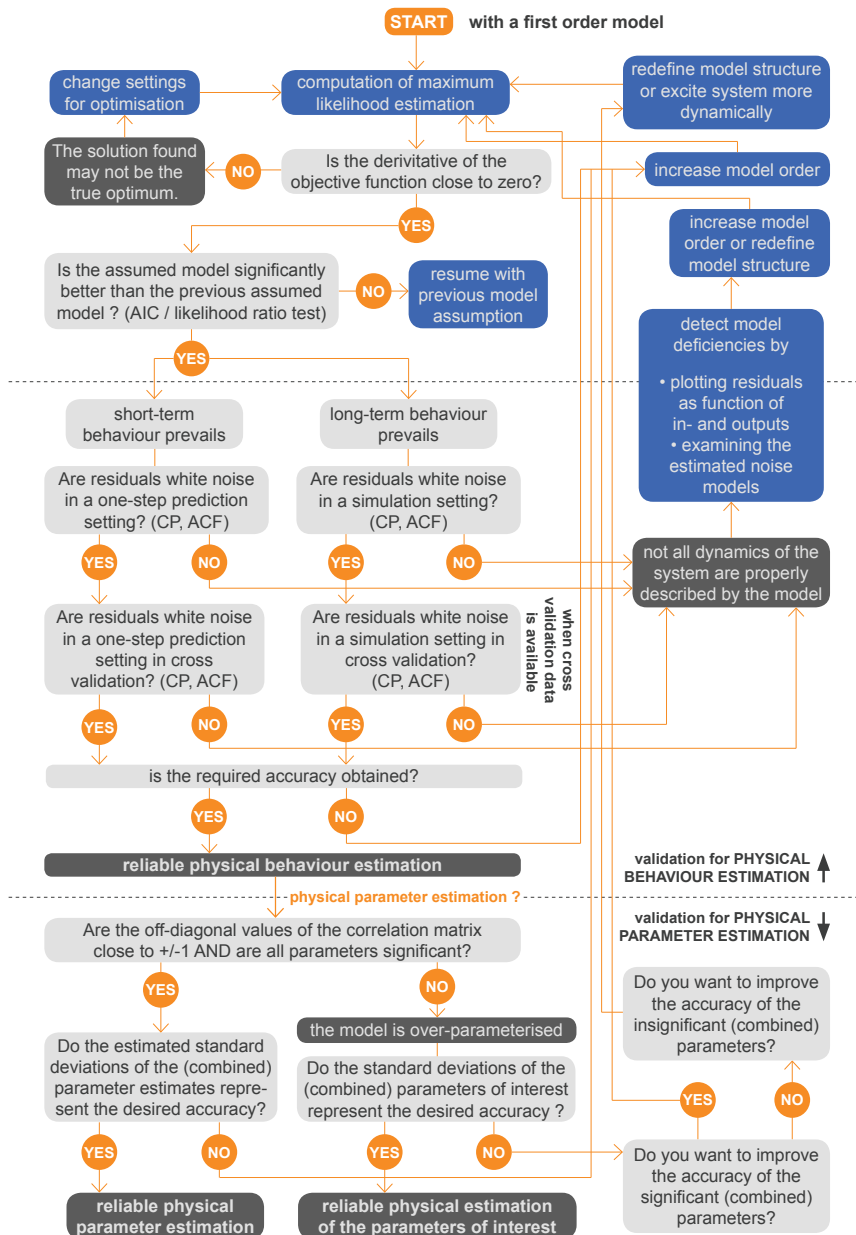 START with a first order model
change settings
for optimisation
computation of maximum
likelihood estimation
redefine model structure
or excite system more
dynamically
The solution found
may not be the
true optimum.
NO
Is the derivitative of the
objective function close to zero?
increase model order
YES
increase model
order or redefine
model structure
Is the assumed model significantly
better than the previous assumed
model ? (AIC / likelihood ratio test)
NO
resume with
previous model
assumption
YES
detect model
deficiencies by
• plotting residuals
as function of
in- and outputs
• examining the
estimated noise
models
short-term
behaviour prevails
long-term behaviour
prevails
Are residuals white noise
in a one-step prediction
setting? (CP, ACF)
Are residuals white noise
in a simulation setting?
(CP, ACF)
YES
NO
YES
NO
not all dynamics of the
system are properly
described by the model
Are residuals white noise
in a one-step prediction
setting in cross
validation? (CP, ACF)
Are residuals white noise
in a simulation setting in
cross validation?
(CP, ACF)
when cross
validation data
is available
YES
NO
YES
NO
is the required accuracy obtained?
YES
NO
reliable physical behaviour estimation
validation for PHYSICAL
BEHAVIOUR ESTIMATION
physical parameter estimation ?
validation for PHYSICAL
PARAMETER ESTIMATION
Are the off-diagonal values of the correlation matrix
close to +/-1 AND are all parameters significant?
YES
NO
Do you want to improve
the accuracy of the
insignificant (combined)
parameters?
the model is over-parameterised
Do the estimated standard
deviations of the (combined)
parameter estimates repre-
sent the desired accuracy?
Do the standard deviations of the
(combined) parameters of interest
represent the desired accuracy ?
YES
NO
YES
NO
YES
NO
Do you want to improve
the accuracy of the
significant (combined)
parameters?
reliable physical
parameter estimation
reliable physical estimation
of the parameters of interest